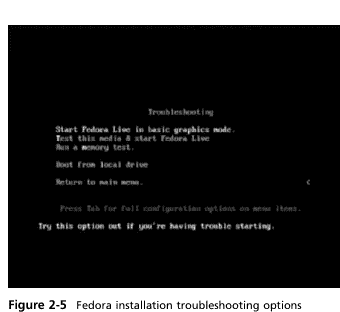 Troubleshooting
Start Fedora Live in basic graphics mode.
Test this media & start Fedora Live
Run a memory test.
Boot from local drive
Return to main menu. <
Press Tab for full configuration options on menu items.
Try this option out if you're having trouble starting.
Figure 2-5 Fedora installation troubleshooting options